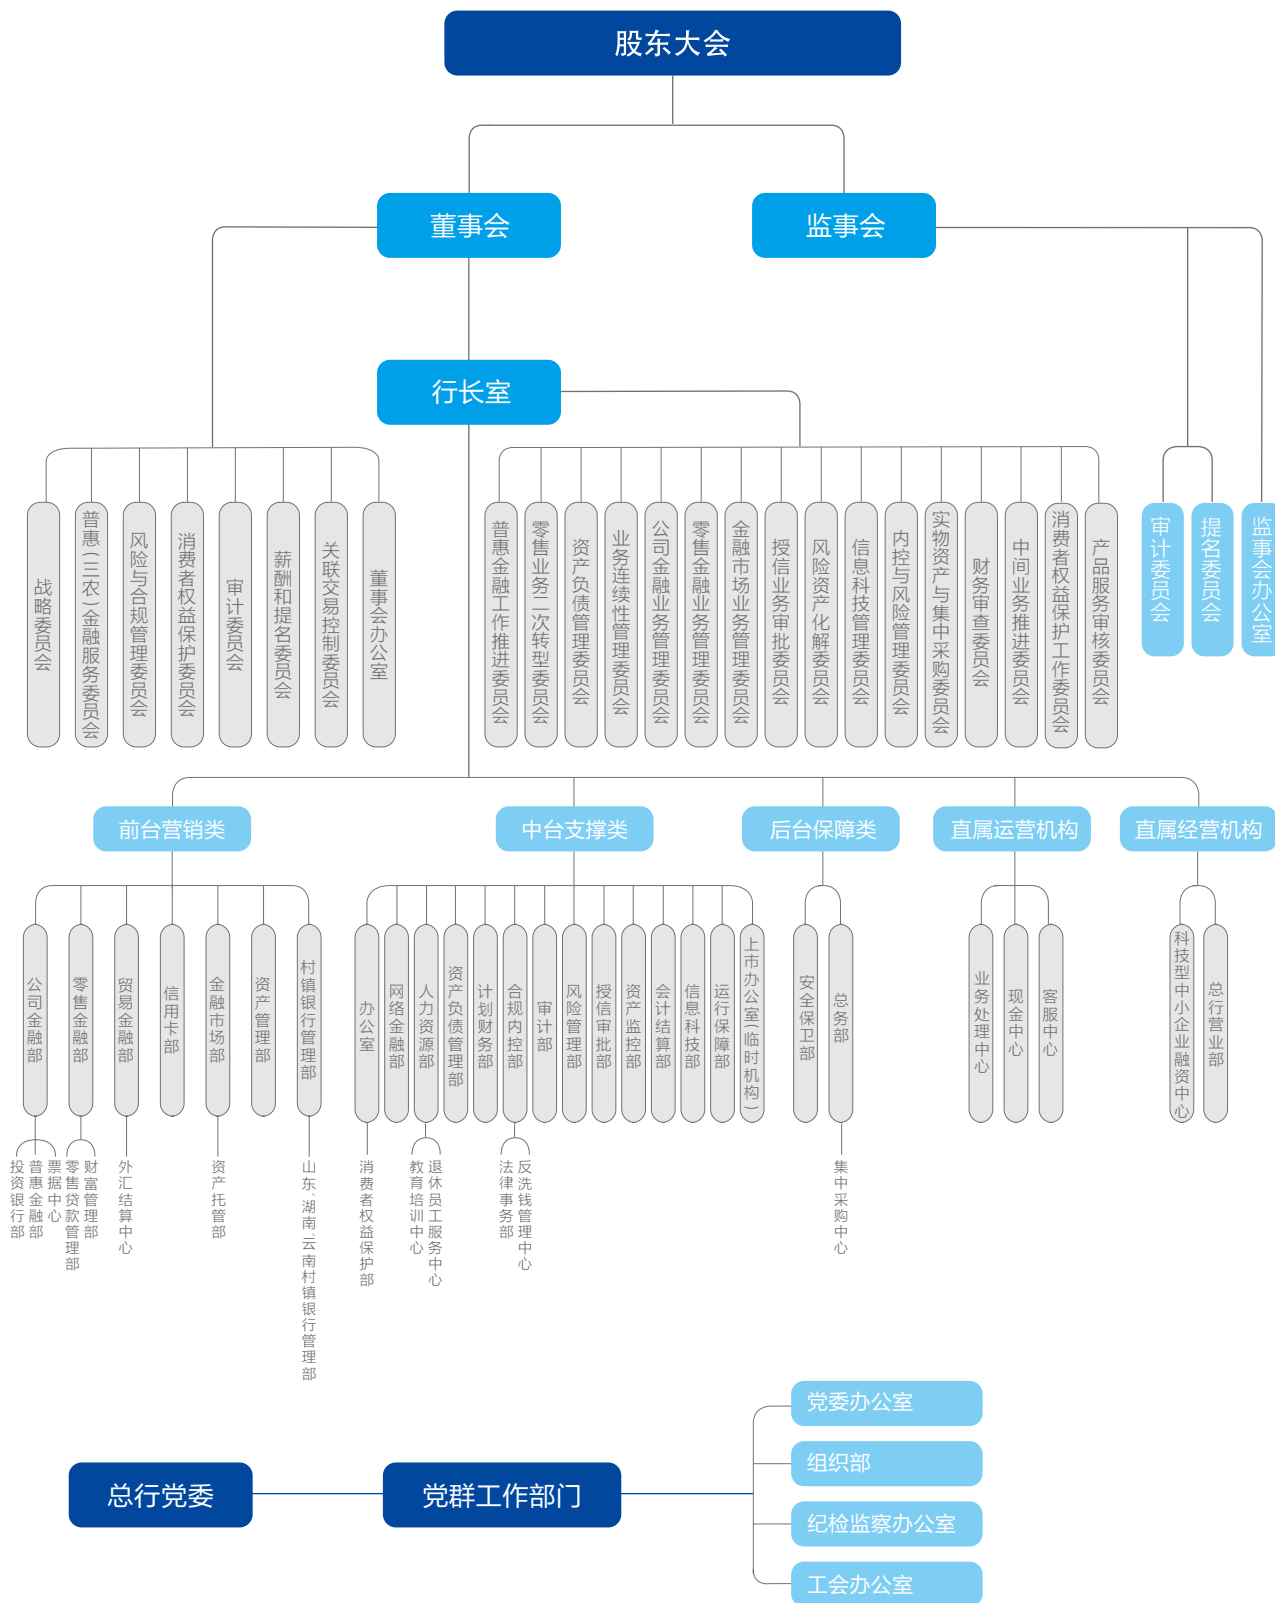 股东大会
董事会
监事会
行长室
战略委员会
普惠(三农)金融服务委员会
风险与合规管理委员会
消费者权益保护委员会
审计委员会
薪酬和提名委员会
关联交易控制委员会
董事会办公室
普惠金融工作推进委员会
零售业务二次转型委员会
资产负债管理委员会
业务连续性管理委员会
公司金融业务管理委员会
零售金融业务管理委员会
金融市场业务管理委员会
授信业务审批委员会
风险资产化解委员会
信息科技管理委员会
内控与风险管理委员会
实物资产与集中采购委员会
财务审查委员会
中间业务推进委员会
消费者权益保护工作委员会
产品服务审核委员会
审计委员会
提名委员会
监事会办公室
前台营销类
中台支撑类
后台保障类
直属运营机构
直属经营机构
公司金融部
零售金融部
贸易金融部
信用卡部
金融市场部
资产管理部
村镇银行管理部
办公室
网络金融部
人力资源部
资产负债管理部
计划财务部
合规内控部
审计部
风险管理部
授信审批部
资产监控部
会计结算部
信息科技部
运行保障部
上市办公室(临时机构)
安全保卫部
总务部
业务处理中心
现金中心
客服中心
科技型中小企业融资中心
总行营业部
投资银行部
普惠金融部
票据中心
零售贷款管理部
财富管理部
外汇结算中心
资产托管部
山东、湖南、云南村镇银行管理部
消费者权益保护部
教育培训中心
退休员工服务中心
法律事务部
反洗钱管理中心
集中采购中心
总行党委
党群工作部门
党委办公室
组织部
纪检监察办公室
工会办公室